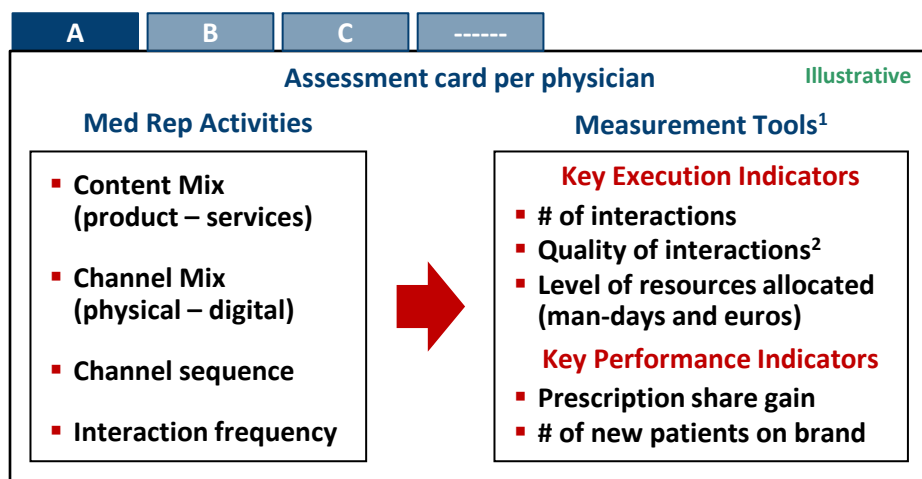 A B C ------
Assessment card per physician Illustrative
Med Rep Activities
▪ Content Mix
(product – services)
▪ Channel Mix
(physical – digital)
▪ Channel sequence
▪ Interaction frequency
Measurement Tools¹
Key Execution Indicators
▪ # of interactions
▪ Quality of interactions²
▪ Level of resources allocated
(man-days and euros)
Key Performance Indicators
▪ Prescription share gain
▪ # of new patients on brand